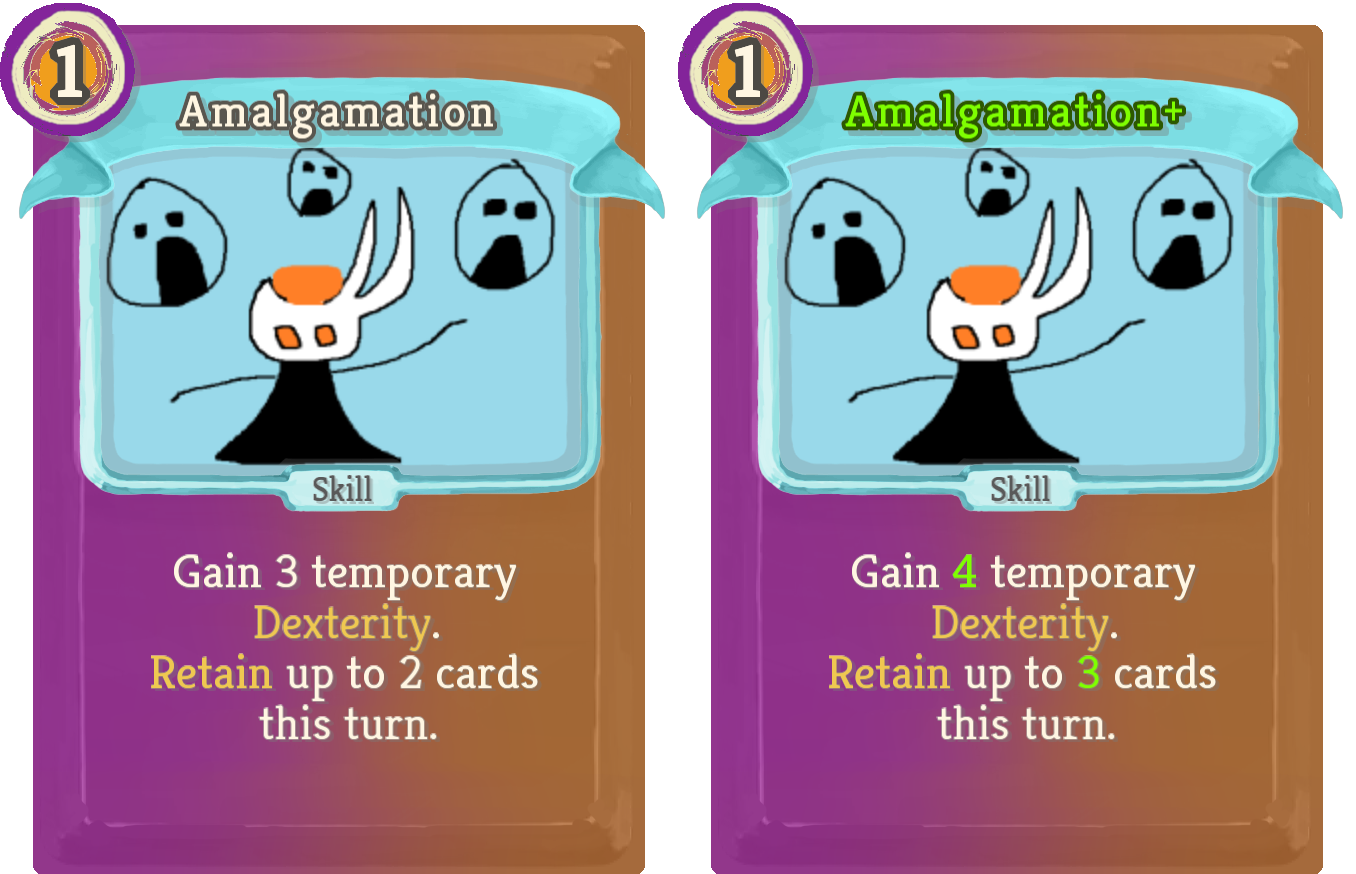 1
Amalgamation
Skill
Gain 3 temporary
Dexterity.
Retain up to 2 cards
this turn.
1
Amalgamation+
Skill
Gain 4 temporary
Dexterity.
Retain up to 3 cards
this turn.